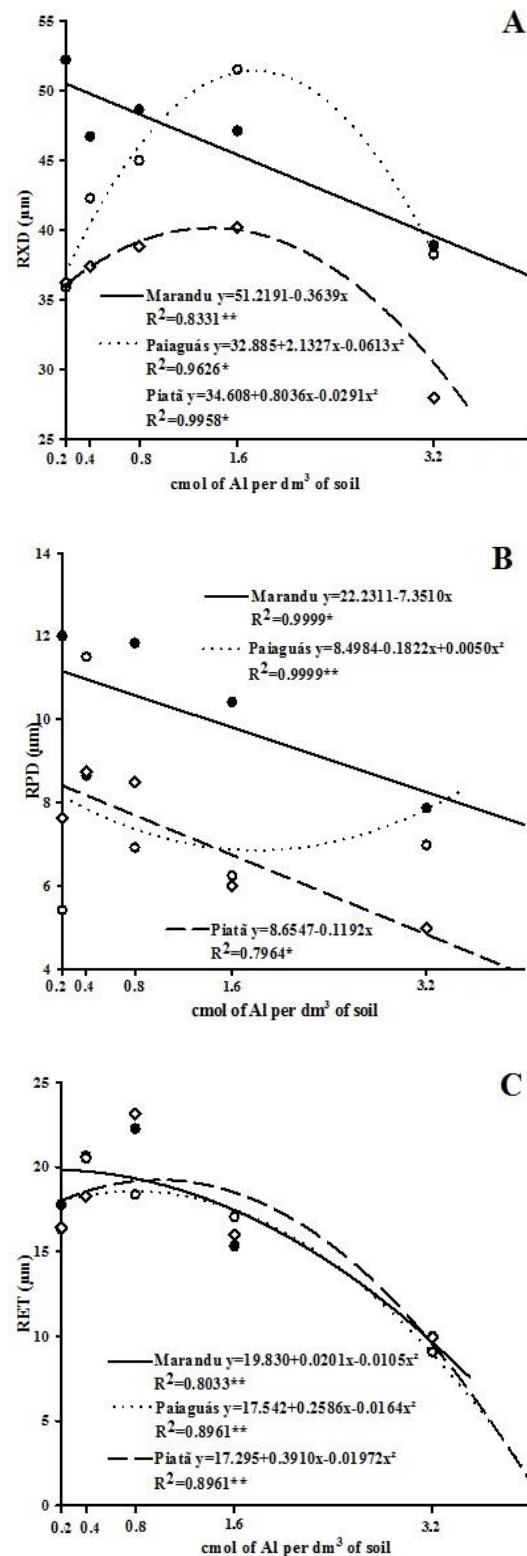 A
55
50
45
40
35
30
25
RXD (µm)
Marandu y=51.2191-0.3639x
R²=0.8331**
Paiaguás y=32.885+2.1327x-0.0613x²
R²=0.9626*
Piatã y=34.608+0.8036x-0.0291x²
R²=0.9958*
0.2 0.4 0.8 1.6 3.2
cmol of Al per dm³ of soil
B
14
12
10
8
6
4
RPD (µm)
Marandu y=22.2311-7.3510x
R²=0.9999*
Paiaguás y=8.4984-0.1822x+0.0050x²
R²=0.9999**
Piatã y=8.6547-0.1192x
R²=0.7964*
0.2 0.4 0.8 1.6 3.2
cmol of Al per dm³ of soil
C
25
20
15
10
5
0
RET (µm)
Marandu y=19.830+0.0201x-0.0105x²
R²=0.8033**
Paiaguás y=17.542+0.2586x-0.0164x²
R²=0.8961**
Piatã y=17.295+0.3910x-0.01972x²
R²=0.8961**
0.2 0.4 0.8 1.6 3.2
cmol of Al per dm³ of soil